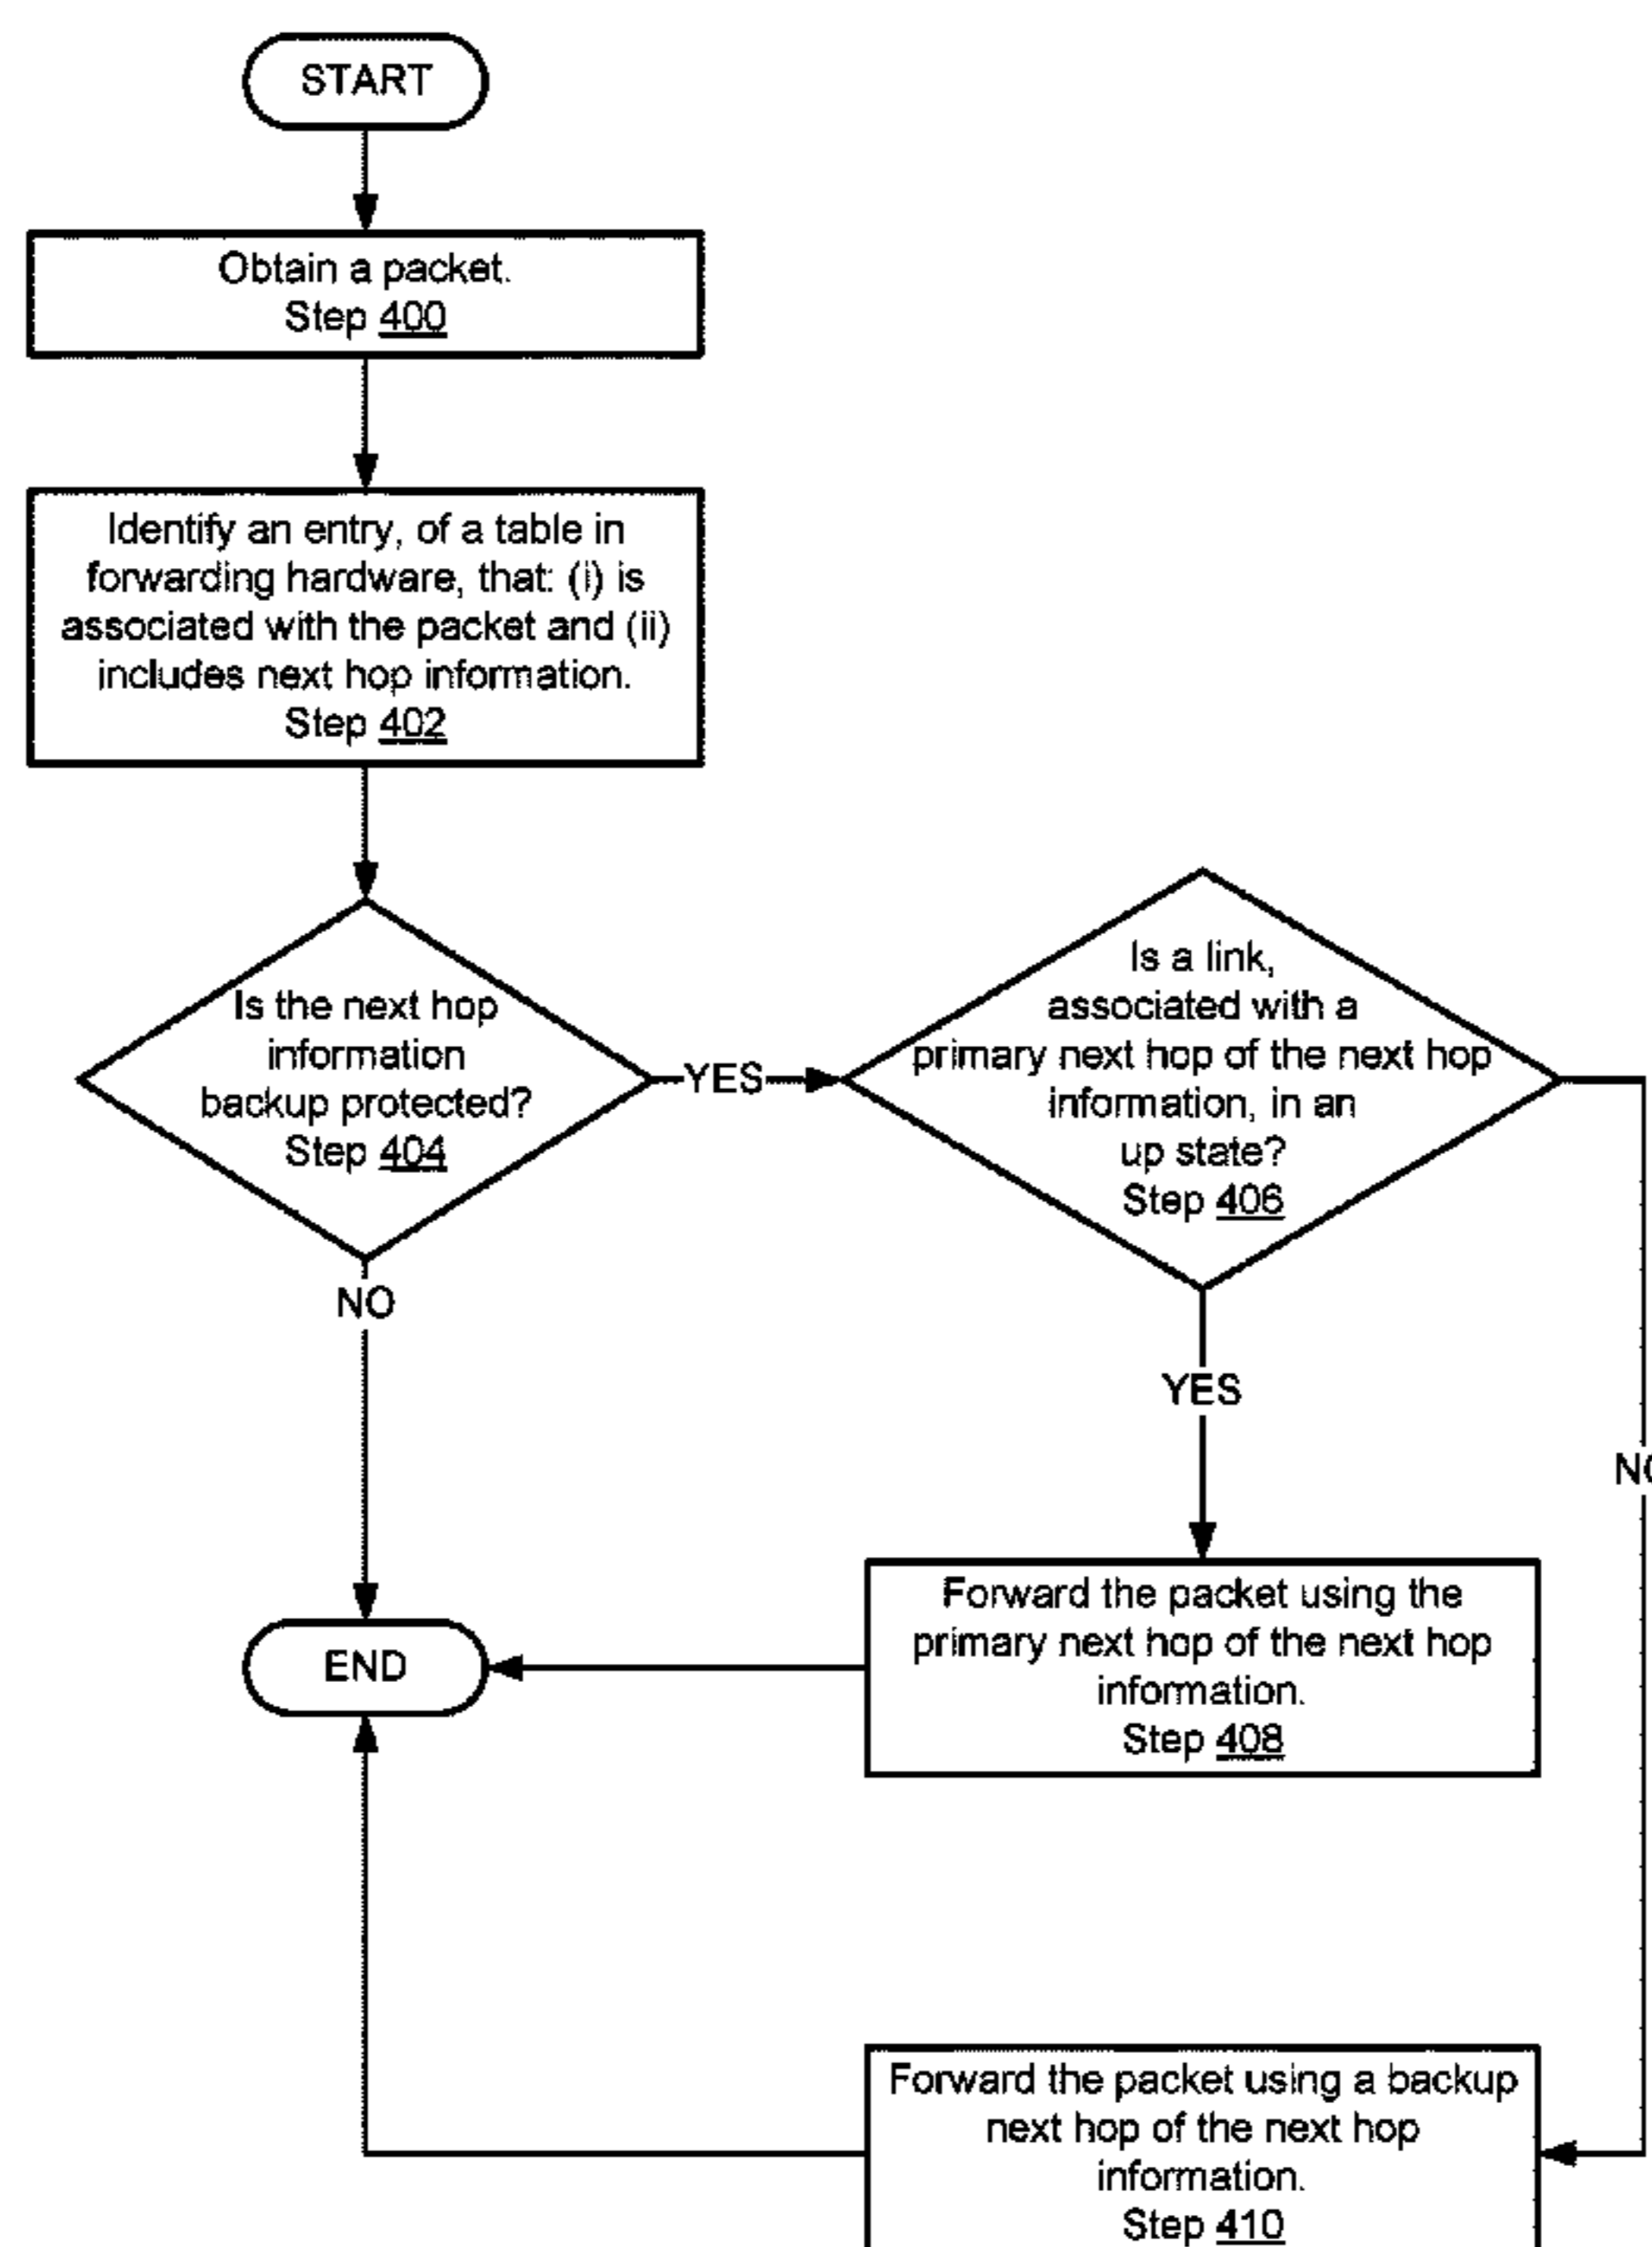 START
Obtain a packet.
Step 400
Identify an entry, of a table in
forwarding hardware, that: (i) is
associated with the packet and (ii)
includes next hop information.
Step 402
Is the next hop
information
backup protected?
Step 404
YES
NO
Is a link,
associated with a
primary next hop of the next hop
information, in an
up state?
Step 406
YES
NO
Forward the packet using the
primary next hop of the next hop
information.
Step 408
END
Forward the packet using a backup
next hop of the next hop
information.
Step 410